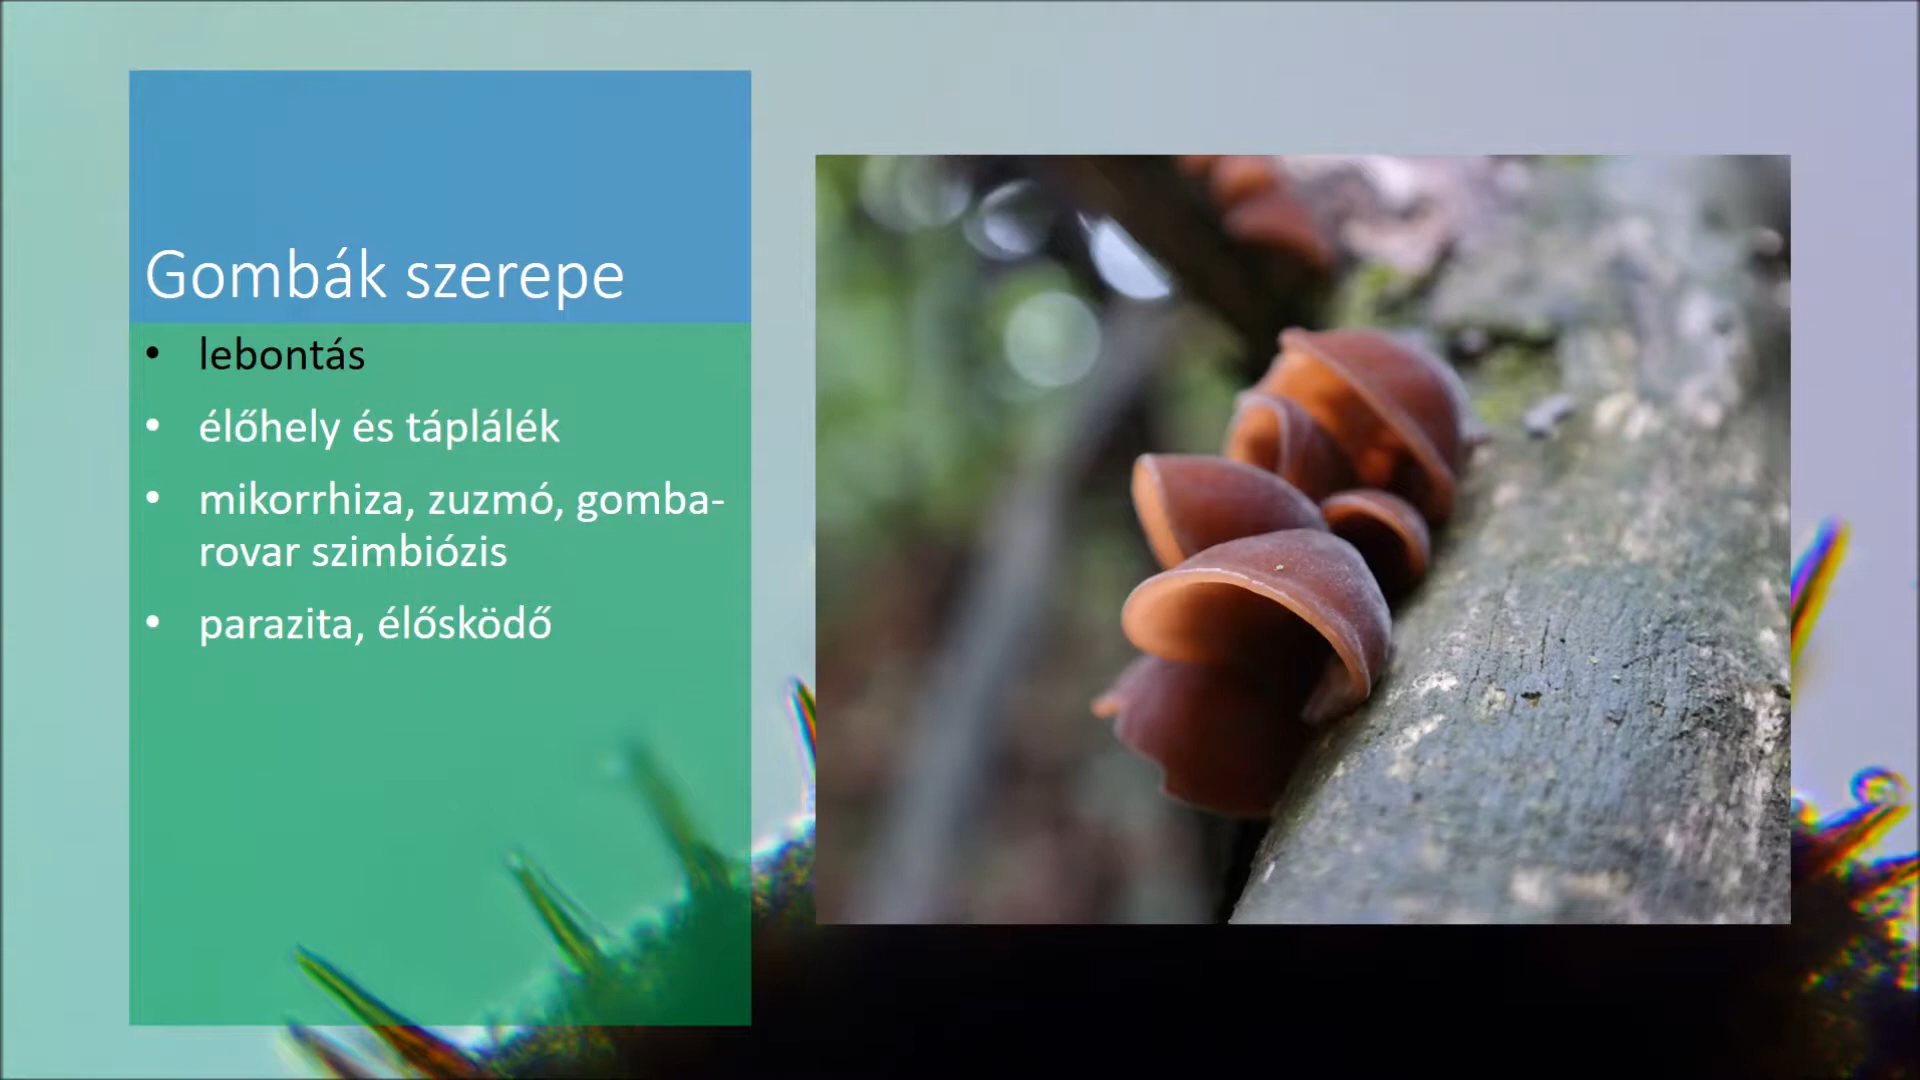 Gombák szerepe
• lebontás
• élőhely és táplálék
• mikorrhiza, zuzmó, gomba-
rovar szimbiózis
• parazita, élősködő